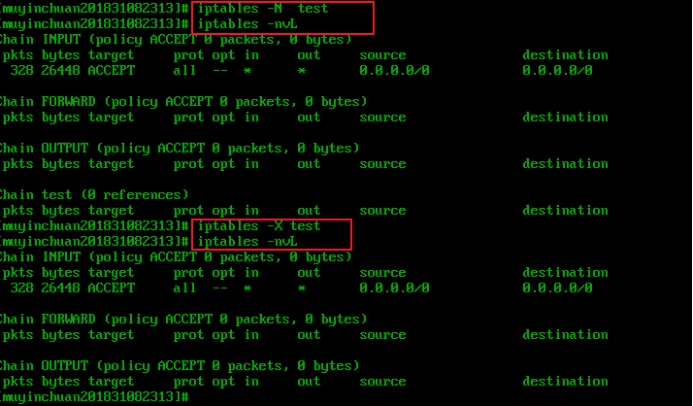 [muyinchuan201831082313]# iptables -N  test
[muyinchuan201831082313]# iptables -nvL
Chain INPUT (policy ACCEPT 0 packets, 0 bytes)
pkts bytes target     prot opt in     out     source               destination
328 26448 ACCEPT     all  --  *      *       0.0.0.0/0            0.0.0.0/0
Chain FORWARD (policy ACCEPT 0 packets, 0 bytes)
pkts bytes target     prot opt in     out     source               destination
Chain OUTPUT (policy ACCEPT 0 packets, 0 bytes)
pkts bytes target     prot opt in     out     source               destination
Chain test (0 references)
pkts bytes target     prot opt in     out     source               destination
[muyinchuan201831082313]# iptables -X test
[muyinchuan201831082313]# iptables -nvL
Chain INPUT (policy ACCEPT 0 packets, 0 bytes)
pkts bytes target     prot opt in     out     source               destination
328 26448 ACCEPT     all  --  *      *       0.0.0.0/0            0.0.0.0/0
Chain FORWARD (policy ACCEPT 0 packets, 0 bytes)
pkts bytes target     prot opt in     out     source               destination
Chain OUTPUT (policy ACCEPT 0 packets, 0 bytes)
pkts bytes target     prot opt in     out     source               destination
[muyinchuan201831082313]#